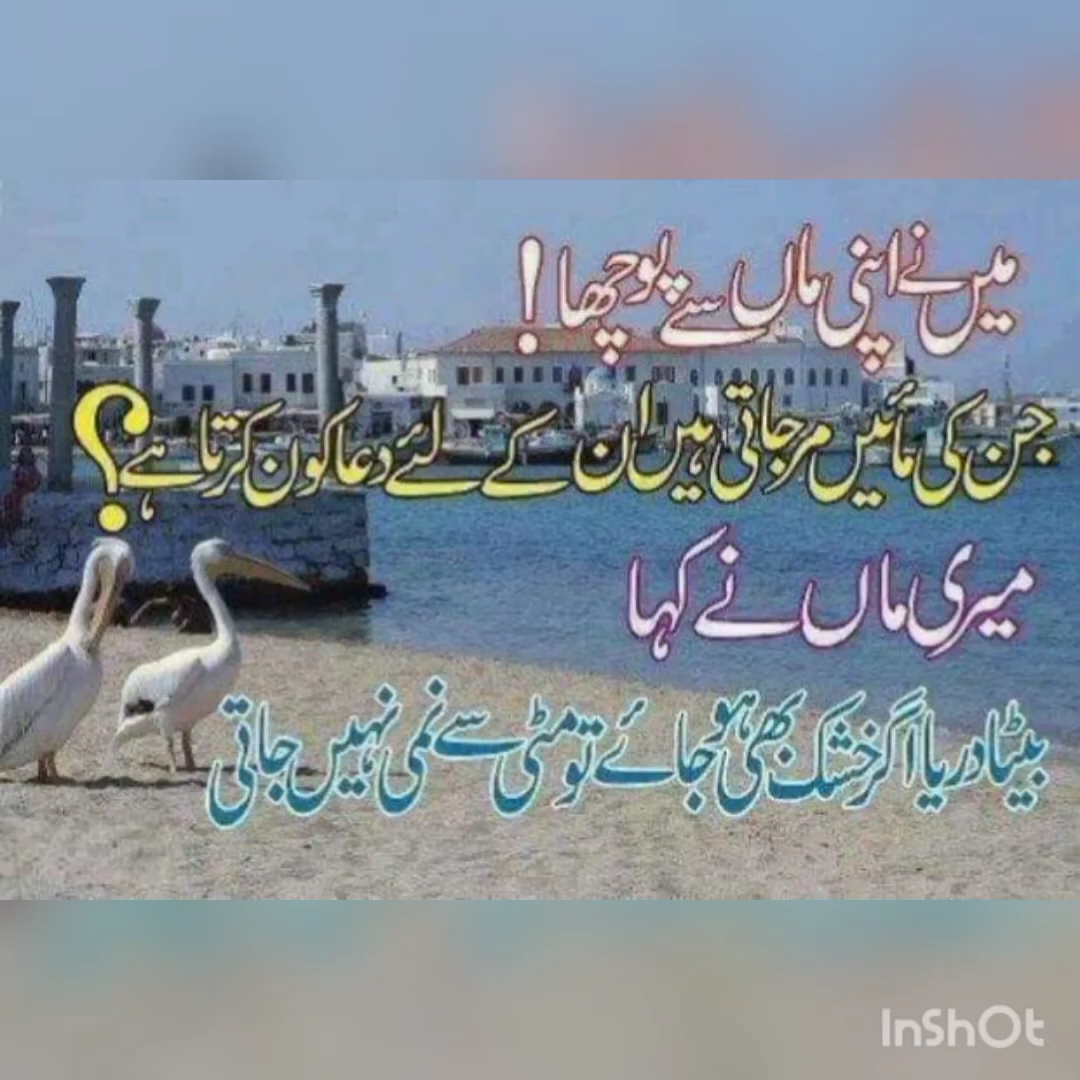 میں نے اپنی ماں سے پوچھا!
جن کی مائیں مر جاتی ہیں ان کے لئے دعا کون کرتا ہے؟
میری ماں نے کہا
بیٹا دریا اگر خشک بھی ہو جائے تو مٹی سے نمی نہیں جاتی
InShOt